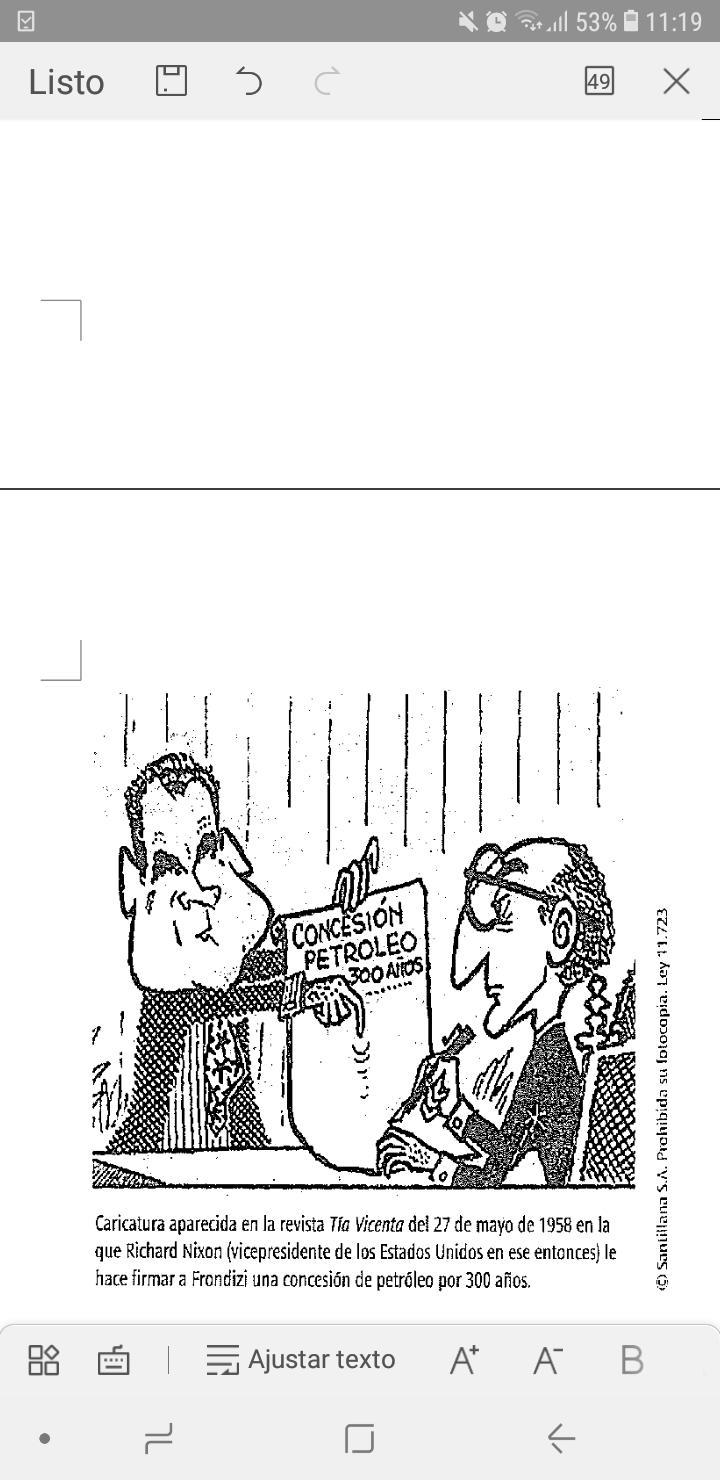 53% 11:19
Listo
49
CONCESIÓN
PETROLEO
300 AÑOS
Caricatura aparecida en la revista Tía Vicenta del 27 de mayo de 1958 en la
que Richard Nixon (vicepresidente de los Estados Unidos en ese entonces) le
hace firmar a Frondizi una concesión de petróleo por 300 años.
© Santillana S.A. Prohibida su fotocopia. Ley 11.723
Ajustar texto A+ A- B